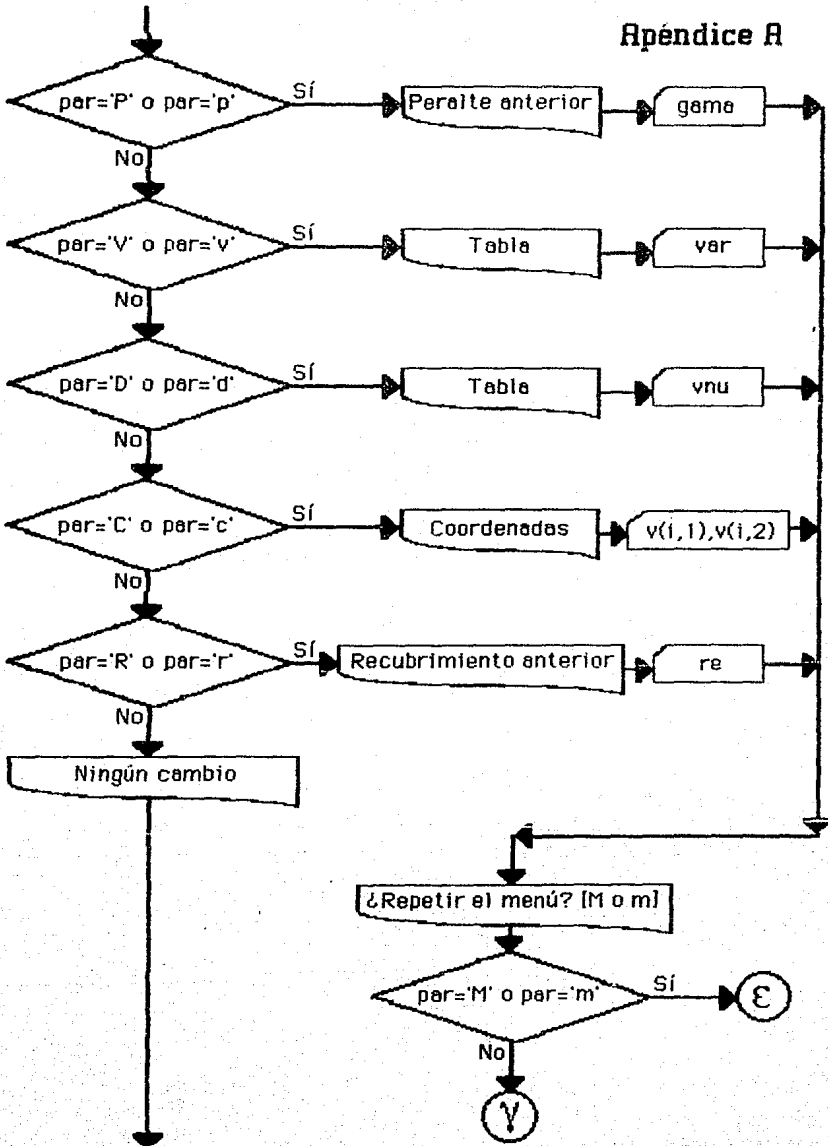 Apéndice A
par='P' o par='p'
Sí
Peralte anterior
gama
No
par='V' o par='v'
Sí
Tabla
var
No
par='D' o par='d'
Sí
Tabla
vnu
No
par='C' o par='c'
Sí
Coordenadas
v(i,1),v(i,2)
No
par='R' o par='r'
Sí
Recubrimiento anterior
re
No
Ningún cambio
¿Repetir el menú? [M o m]
par='M' o par='m'
Sí
ε
No
γ